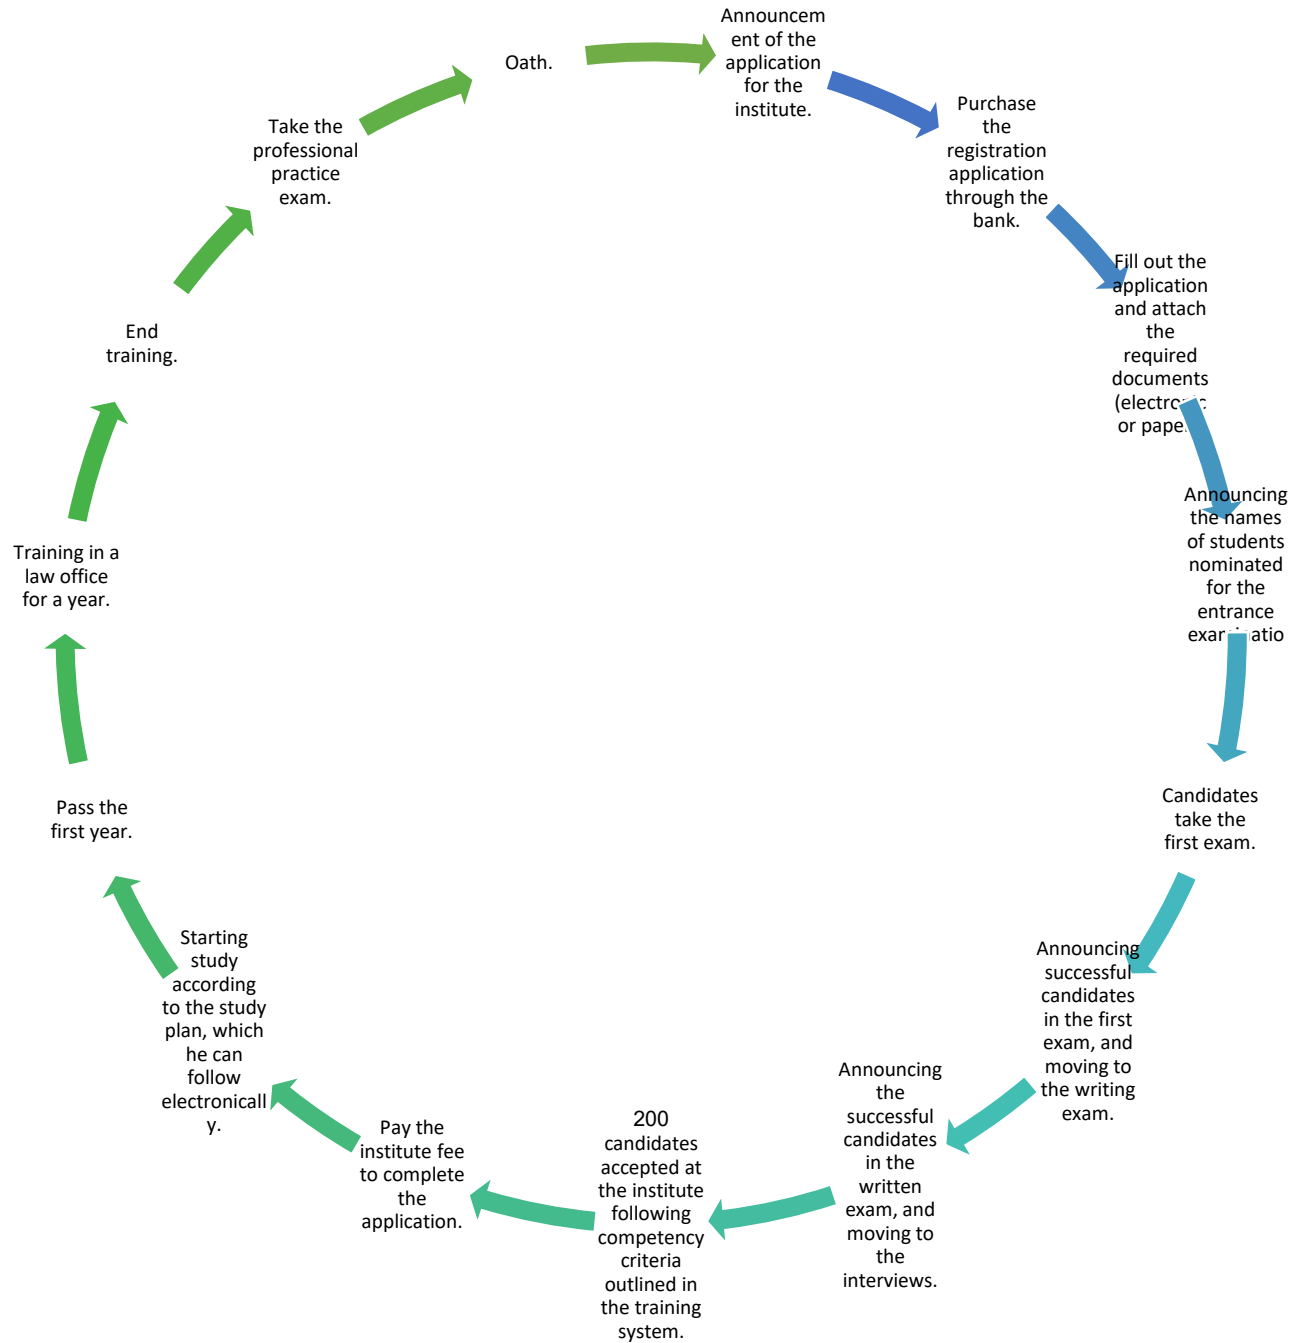 Announcem
ent of the
application
for the
institute.
Purchase
the
registration
application
through the
bank.
Fill out the
application
and attach
the
required
documents
or pape
Announcing
the names
of students
nominated
for the
entrance
Candidates
take the
first exam.
Announcing
successful
candidates
in the first
exam, and
moving to
the writing
exam.
Announcing
the
successful
candidates
in the
written
exam, and
moving to
the
interviews.
200
candidates
accepted at
the institute
following
competency
criteria
outlined in
the training
system.
Pay the
institute fee
to complete
the
application.
Starting
study
according
to the study
plan, which
he can
follow
electronicall
y.
Pass the
first year.
Training in a
law office
for a year.
End
training.
Take the
professional
practice
exam.
Oath.